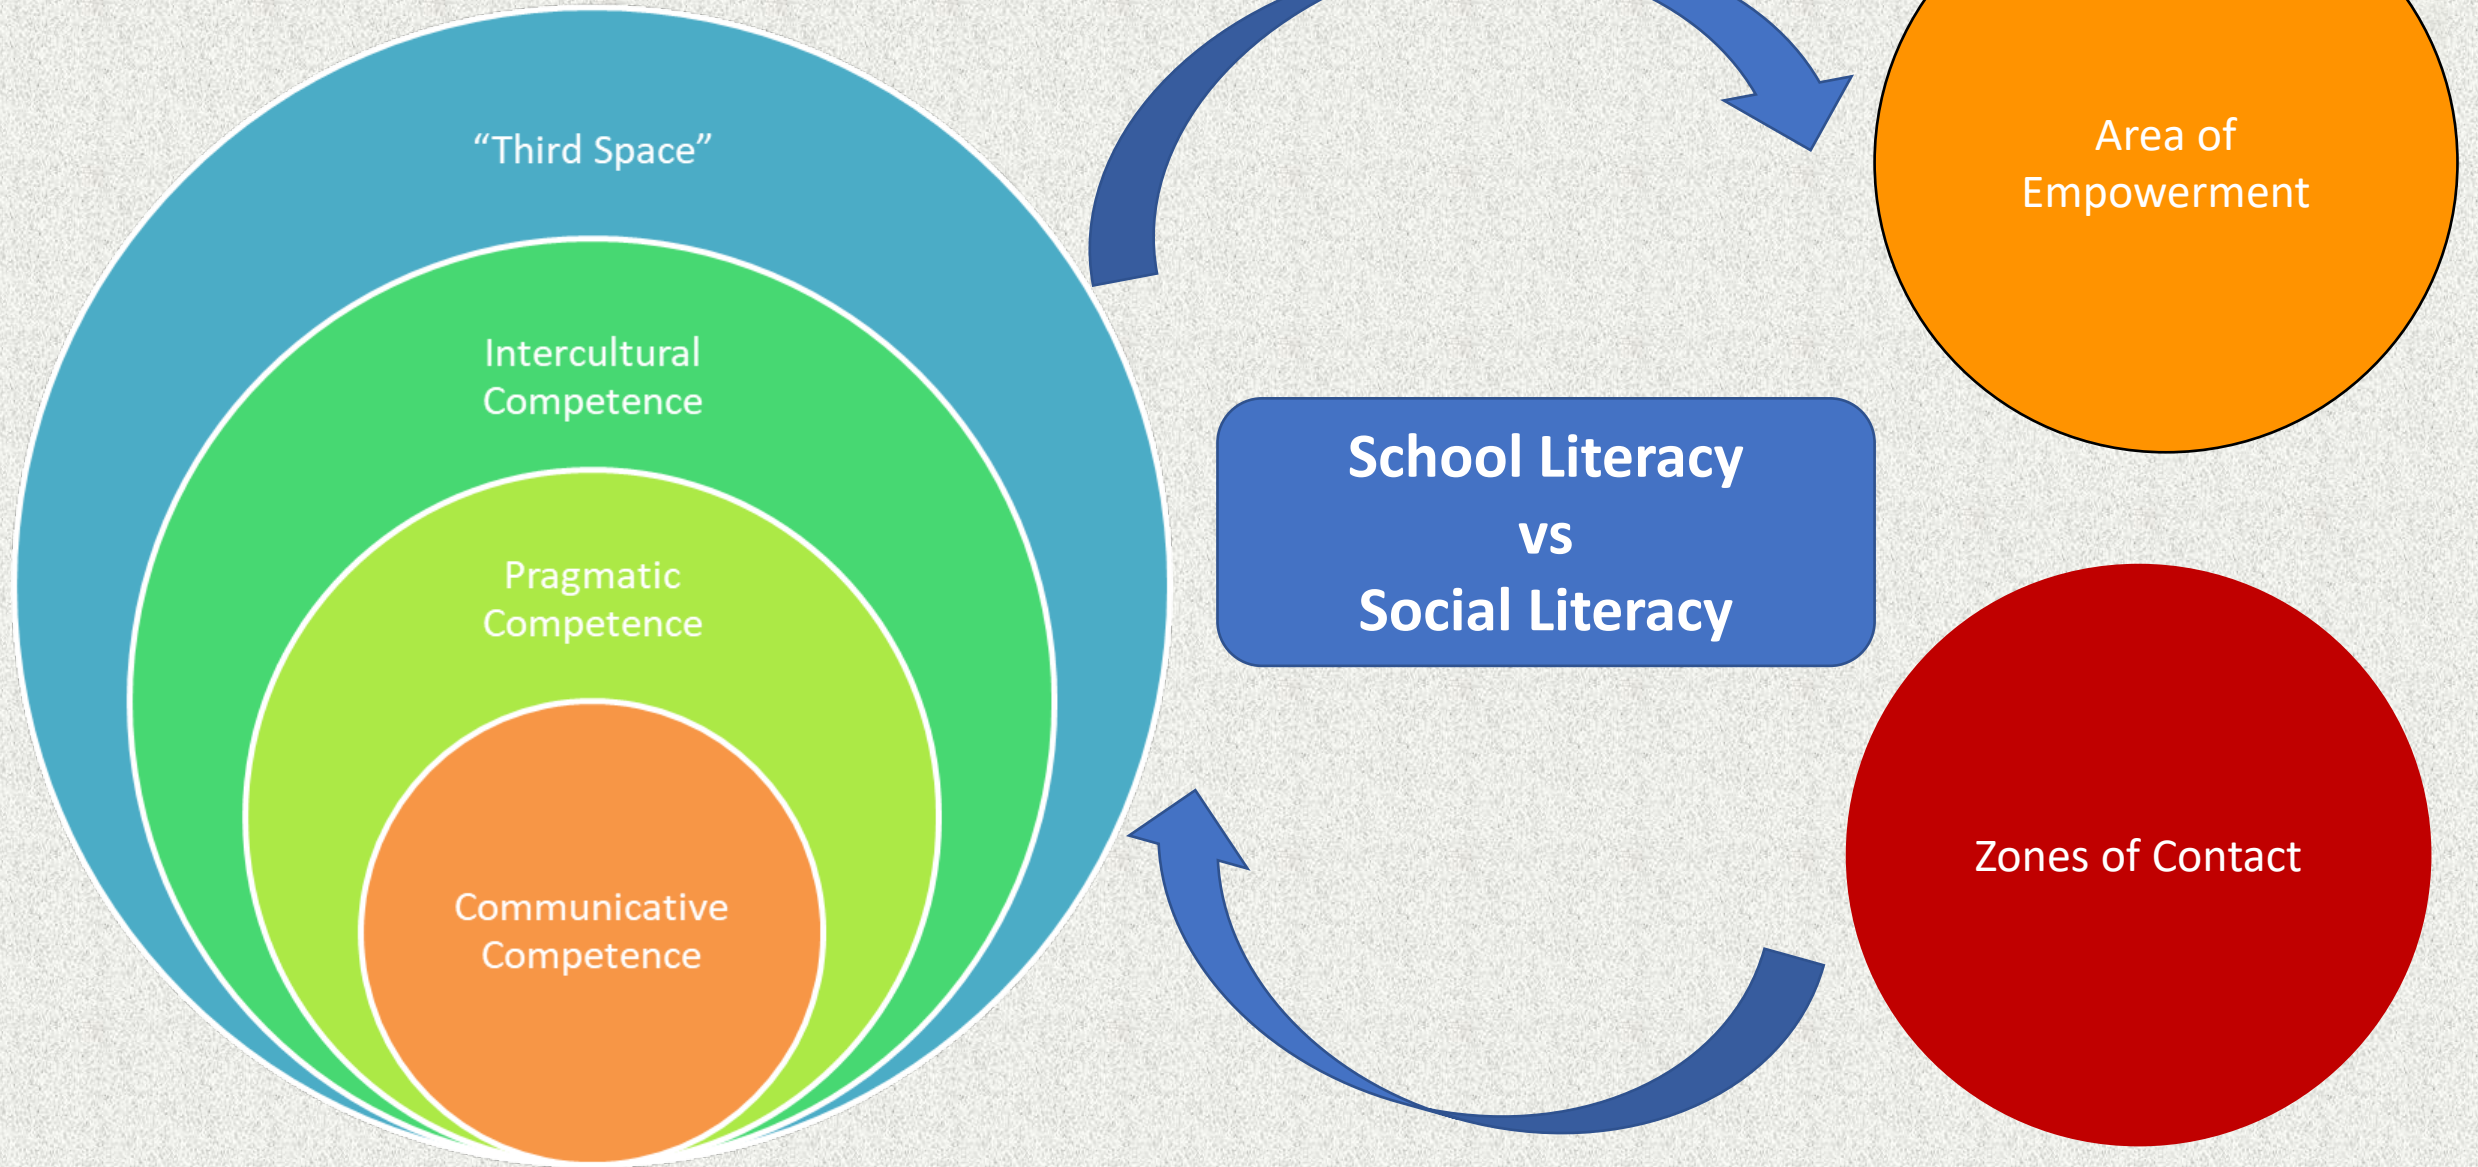 “Third Space”
Intercultural
Competence
Pragmatic
Competence
Communicative
Competence
School Literacy
vs
Social Literacy
Area of
Empowerment
Zones of Contact